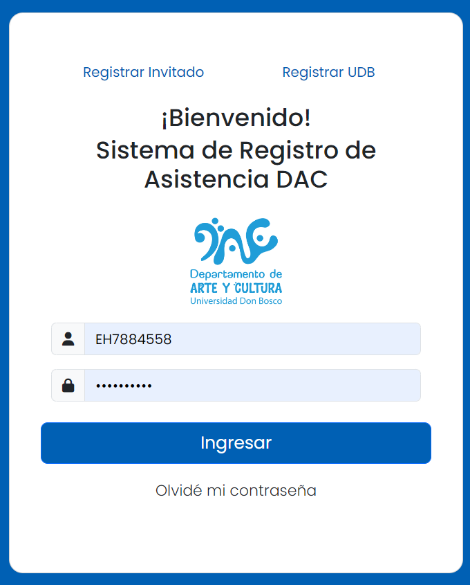 Registrar Invitado Registrar UDB
¡Bienvenido!
Sistema de Registro de
Asistencia DAC
DAC
Departamento de
ARTE Y CULTURA
Universidad Don Bosco
EH7884558
••••••••••
Ingresar
Olvidé mi contraseña